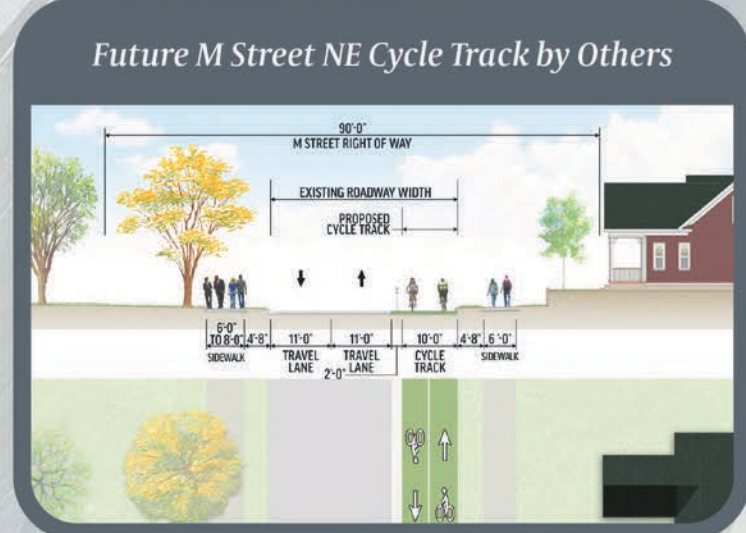 Future M Street NE Cycle Track by Others
90'-0"
M STREET RIGHT OF WAY
EXISTING ROADWAY WIDTH
PROPOSED
CYCLE TRACK
6'-0"
TO 8'-0"
SIDEWALK
4'-8"
11'-0"
TRAVEL
LANE
11'-0"
TRAVEL
LANE
2'-0"
10'-0"
CYCLE
TRACK
4'-8"
6'-0"
SIDEWALK